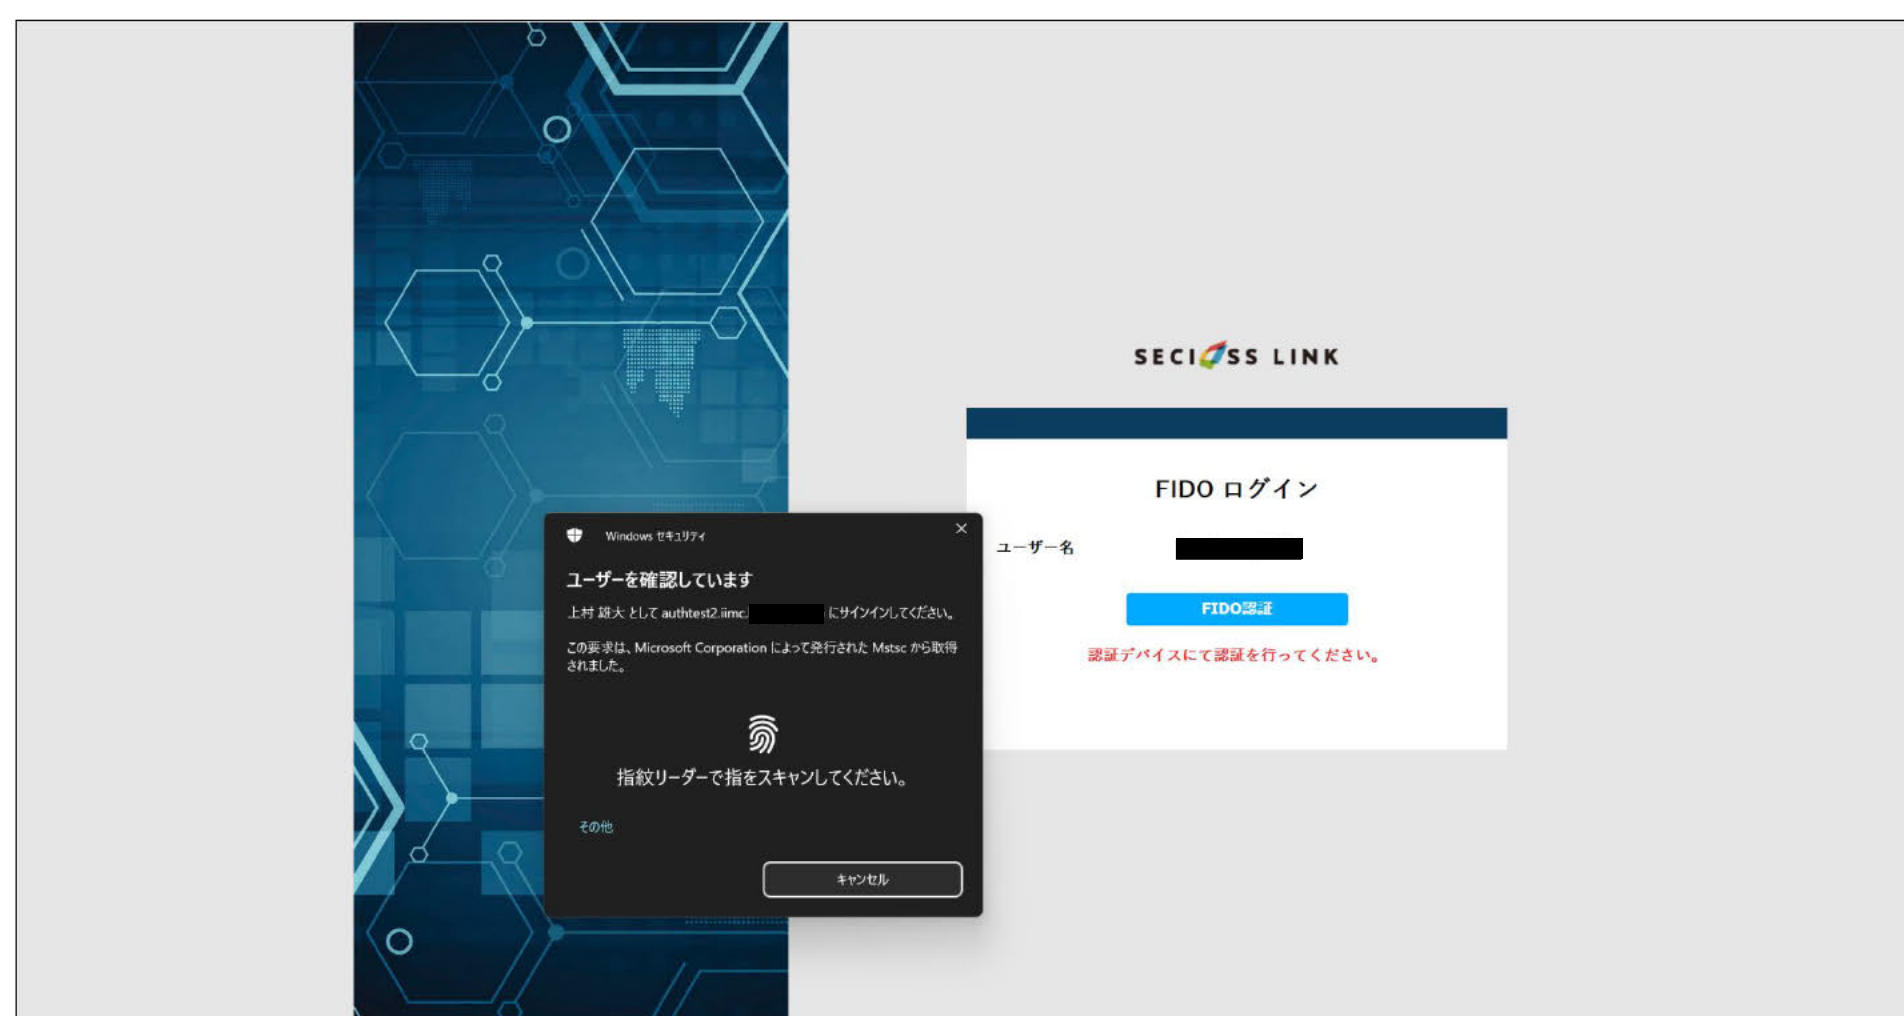 SECIOSS LINK
FIDO ログイン
ユーザー名
FIDO認証
認証デバイスにて認証を行ってください。
Windows セキュリティ
ユーザーを確認しています
上村 雄大 として authtest2.iimc. にサインインしてください。
この要求は、Microsoft Corporation によって発行された Mstsc から取得
されました。
指紋リーダーで指をスキャンしてください。
その他
キャンセル